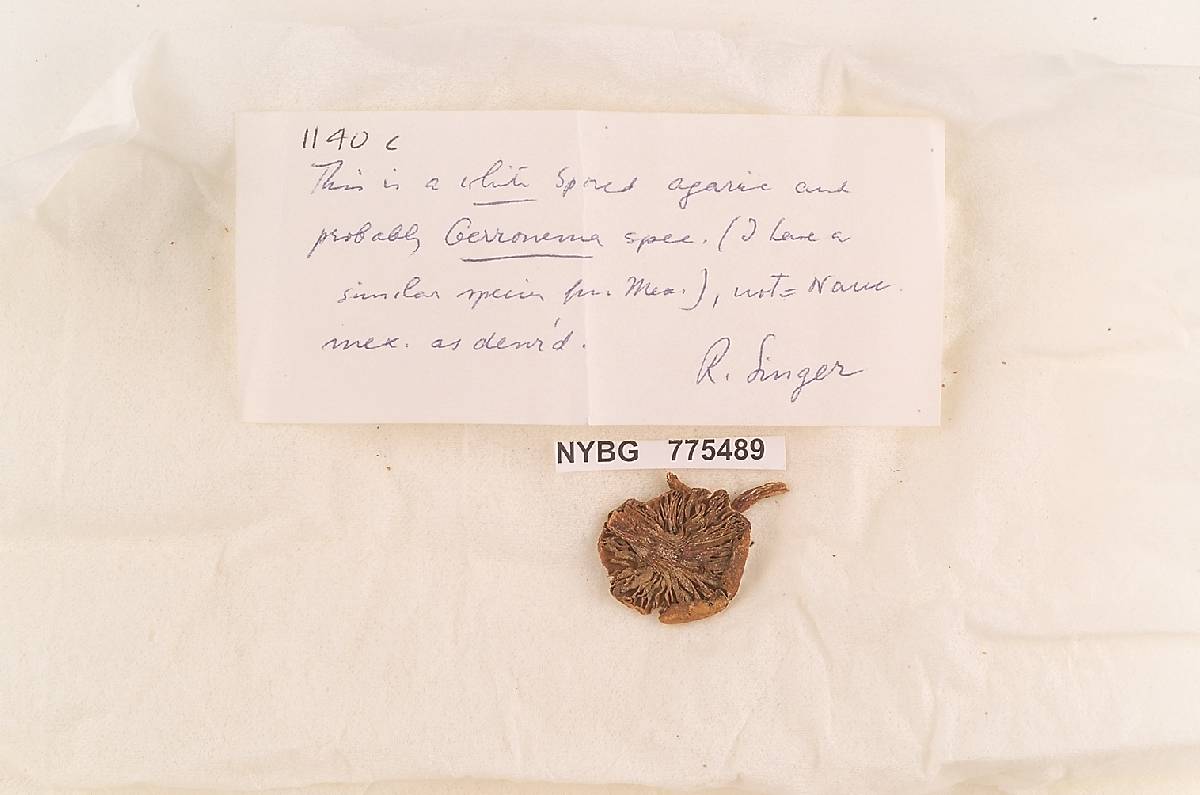 1140 c
This is a white spored agaric and
probably Gerronema spec. (I have a
similar species fm. Mex.), not = Nauc.
mex. as descr'd.
R. Singer
NYBG 775489